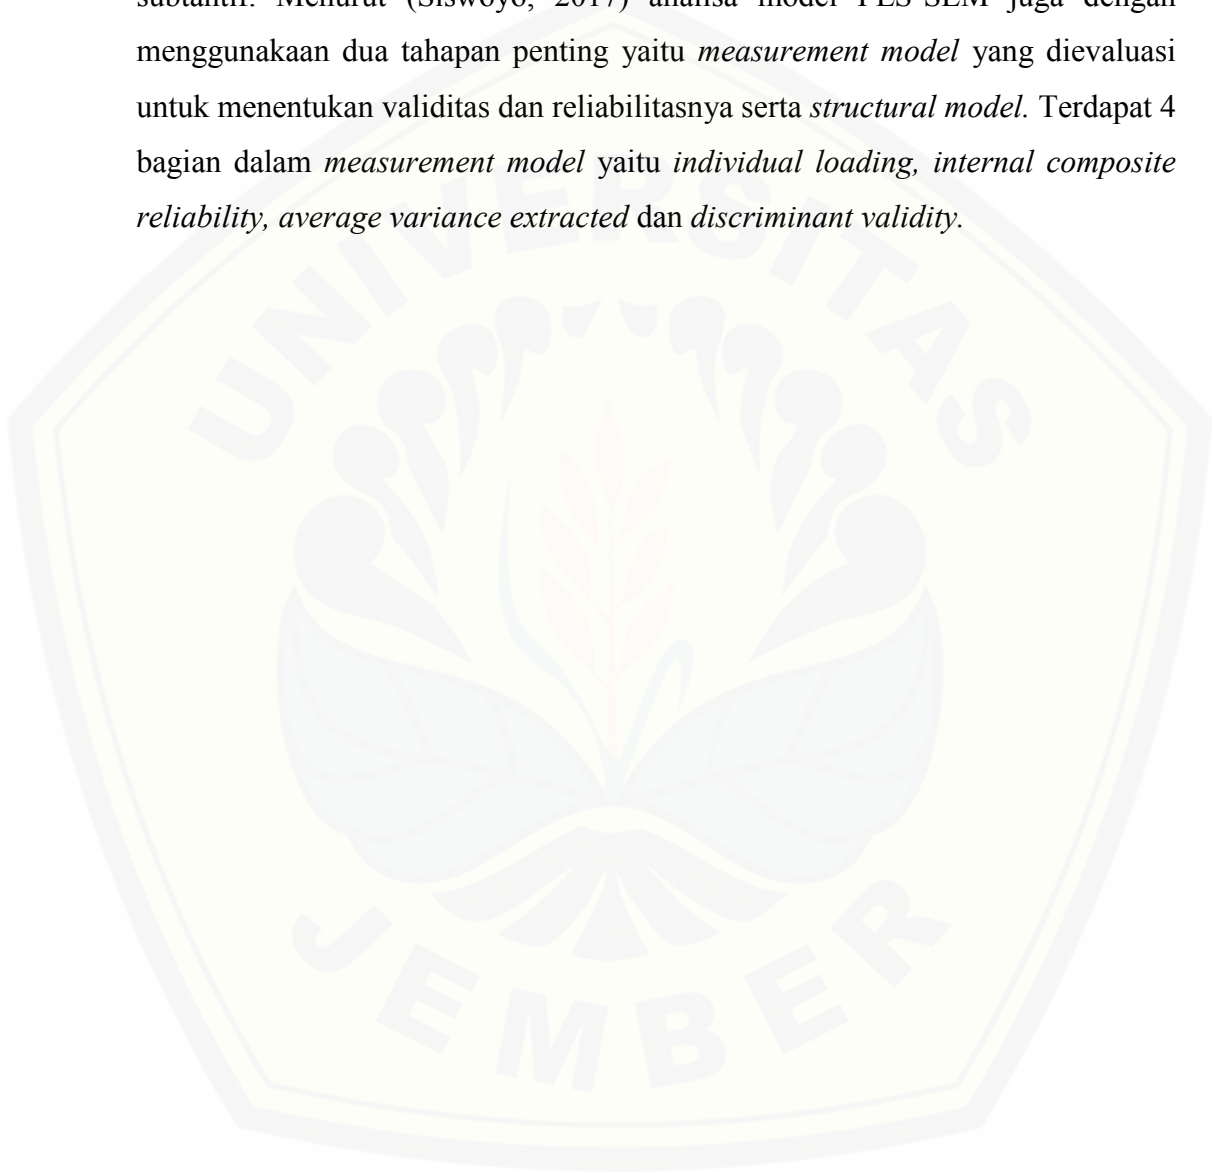 subtantif. Menurut (Siswoyo, 2017) analisa model PLS-SEM juga dengan
menggunakaan dua tahapan penting yaitu measurement model yang dievaluasi
untuk menentukan validitas dan reliabilitasnya serta structural model. Terdapat 4
bagian dalam measurement model yaitu individual loading, internal composite
reliability, average variance extracted dan discriminant validity.
UNIVERSITAS
JEMBER